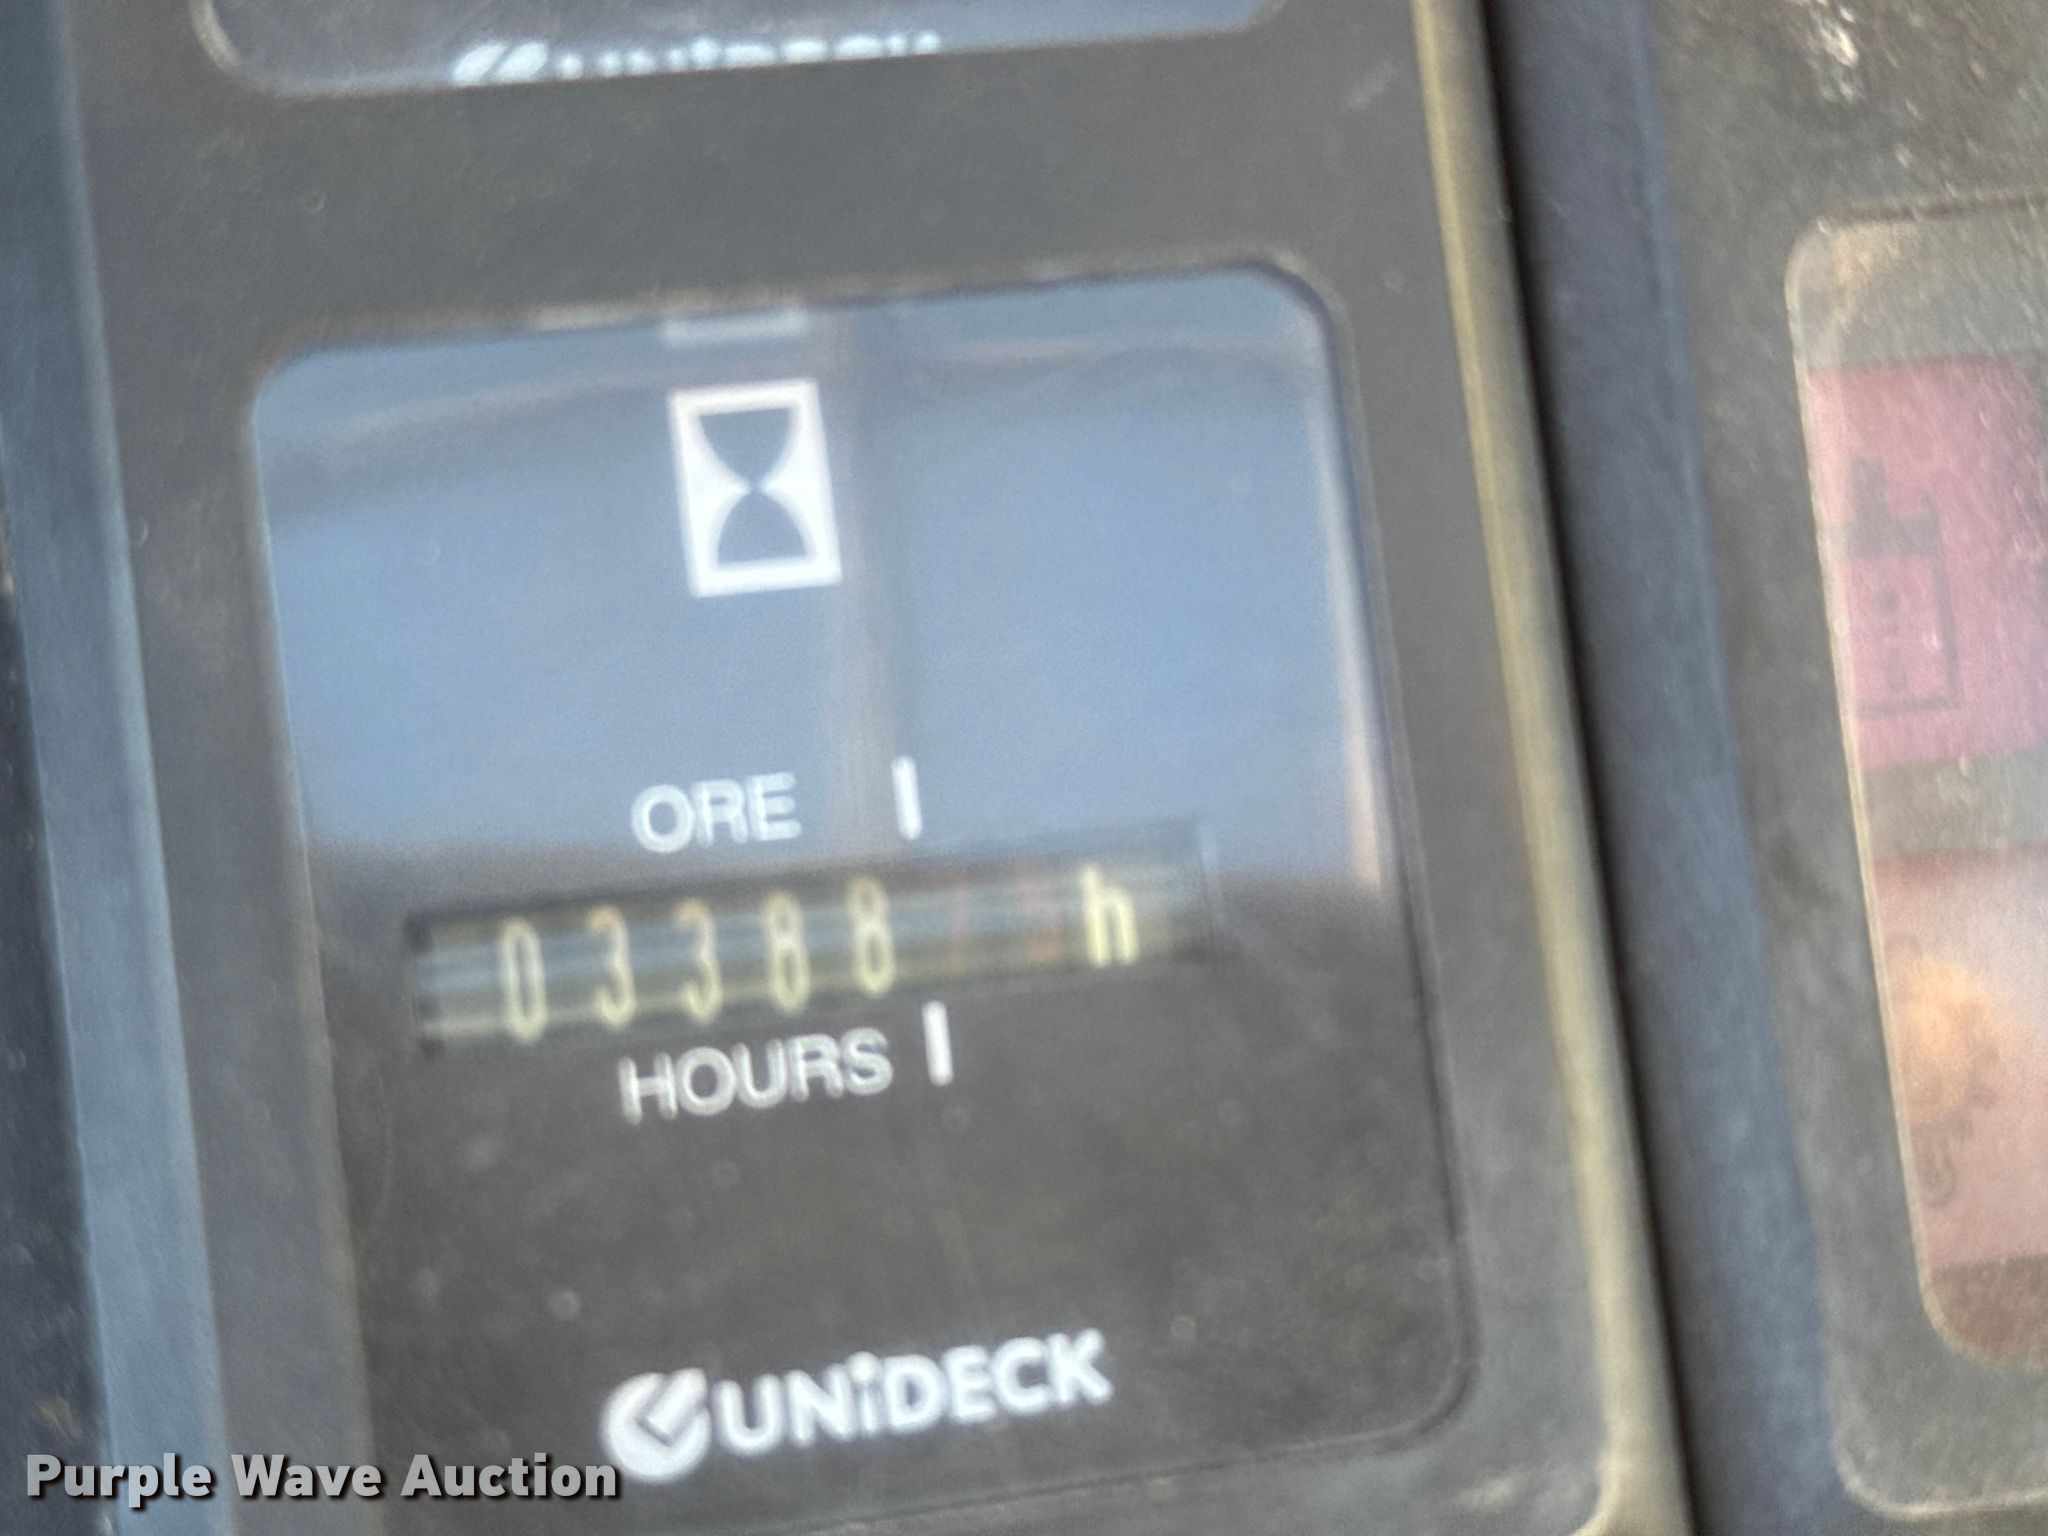 ORE
03388 h
HOURS
UNiDECK
Purple Wave Auction